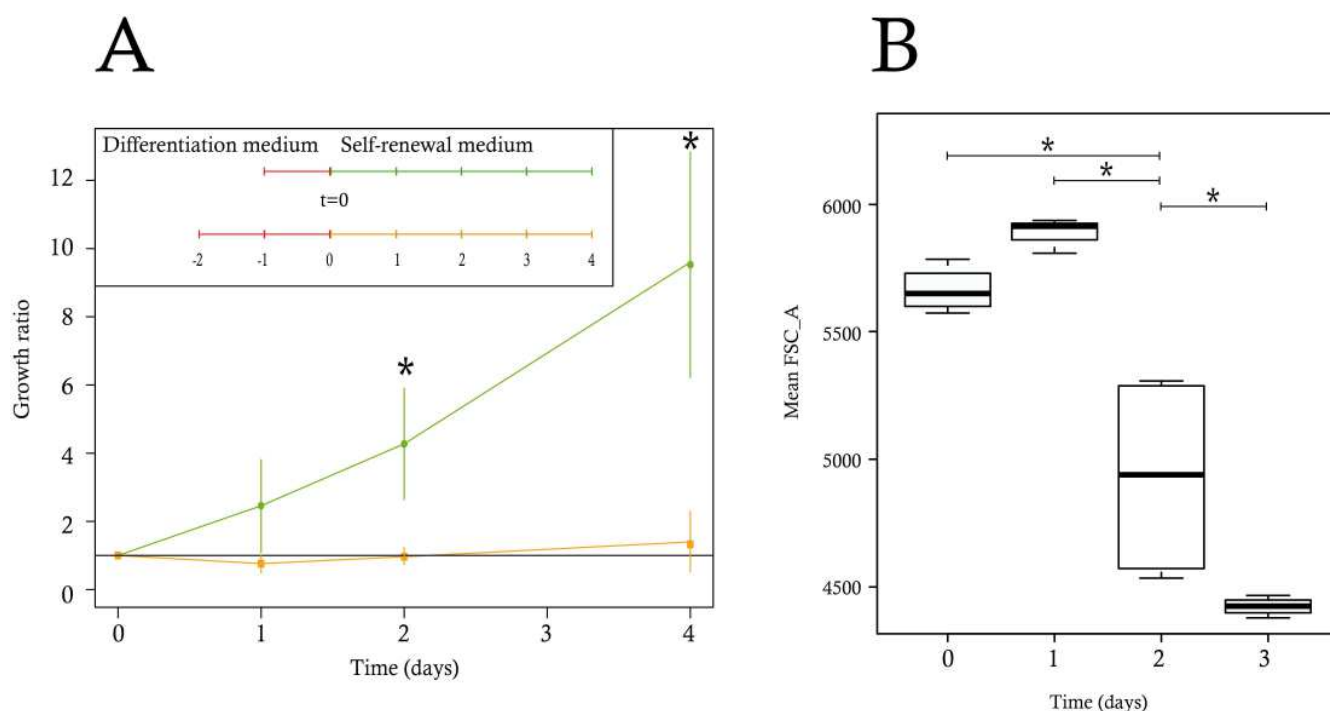 A
Differentiation medium Self-renewal medium
t=0
-2 -1 0 1 2 3 4
*
*
12
10
8
6
4
2
0
Growth ratio
0 1 2 3 4
Time (days)
B
*
*
*
6000
5500
5000
4500
Mean FSC_A
0 1 2 3
Time (days)